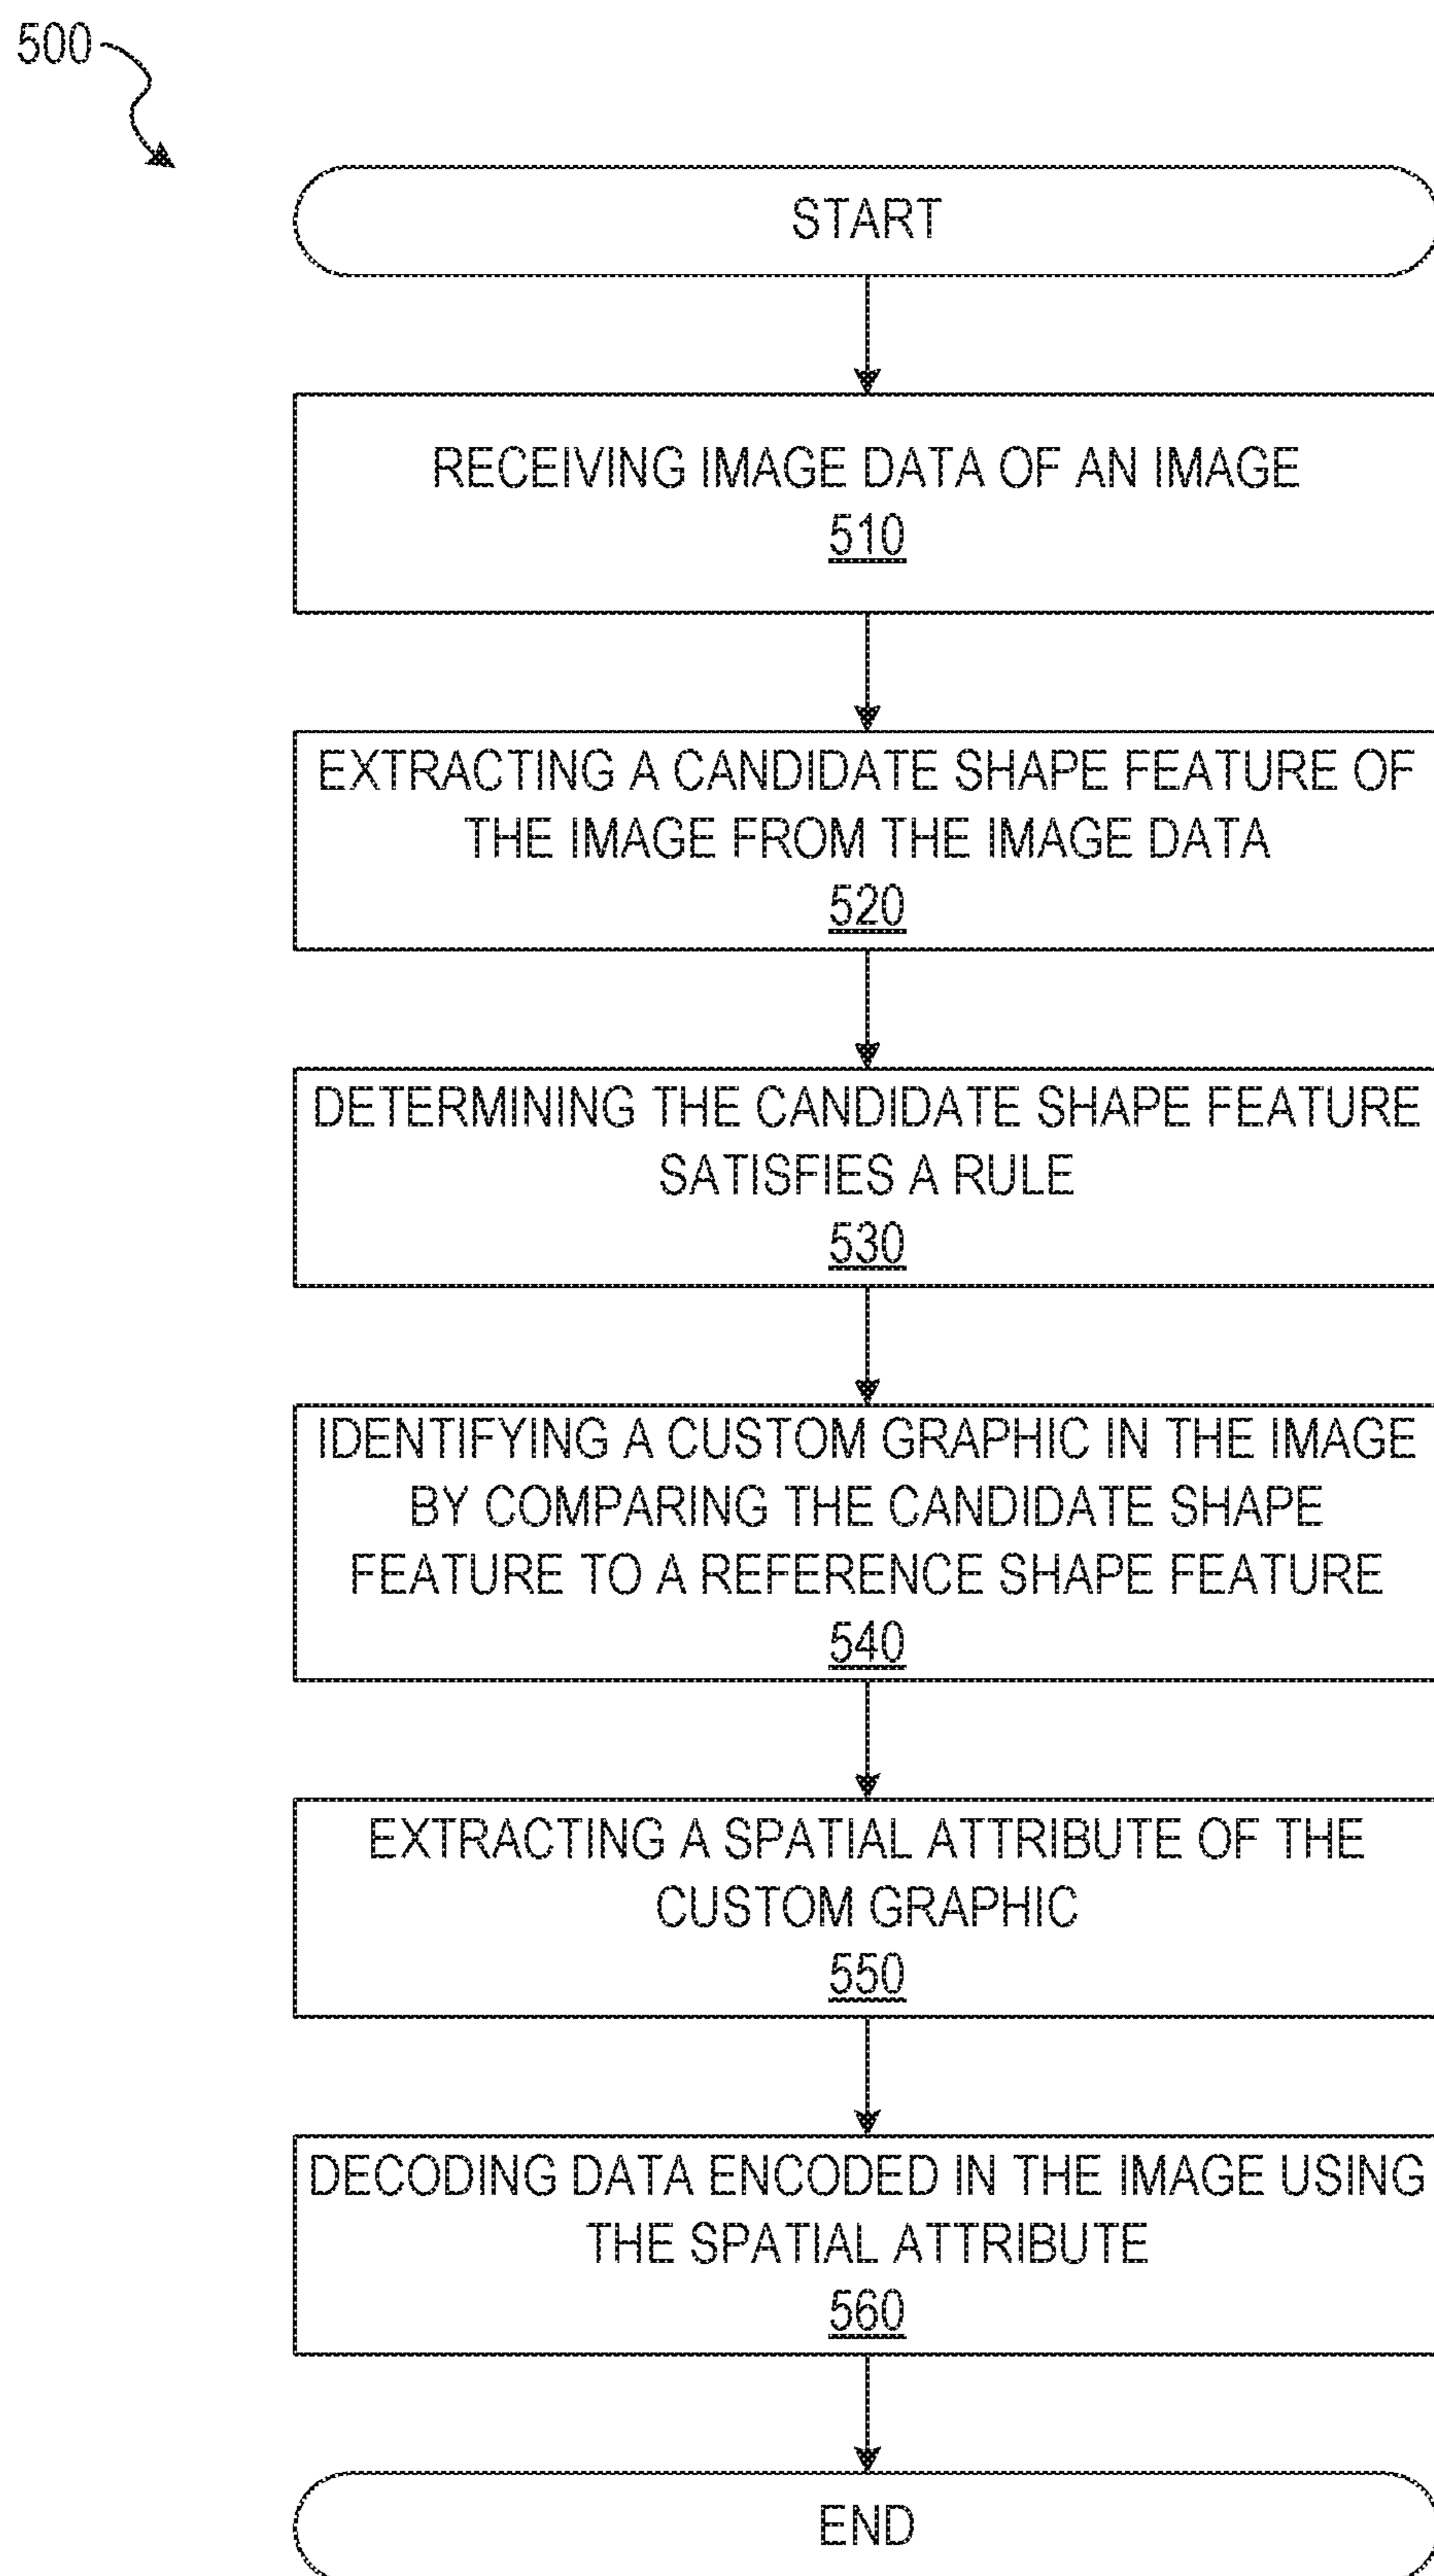 500
START
RECEIVING IMAGE DATA OF AN IMAGE
510
EXTRACTING A CANDIDATE SHAPE FEATURE OF
THE IMAGE FROM THE IMAGE DATA
520
DETERMINING THE CANDIDATE SHAPE FEATURE
SATISFIES A RULE
530
IDENTIFYING A CUSTOM GRAPHIC IN THE IMAGE
BY COMPARING THE CANDIDATE SHAPE
FEATURE TO A REFERENCE SHAPE FEATURE
540
EXTRACTING A SPATIAL ATTRIBUTE OF THE
CUSTOM GRAPHIC
550
DECODING DATA ENCODED IN THE IMAGE USING
THE SPATIAL ATTRIBUTE
560
END